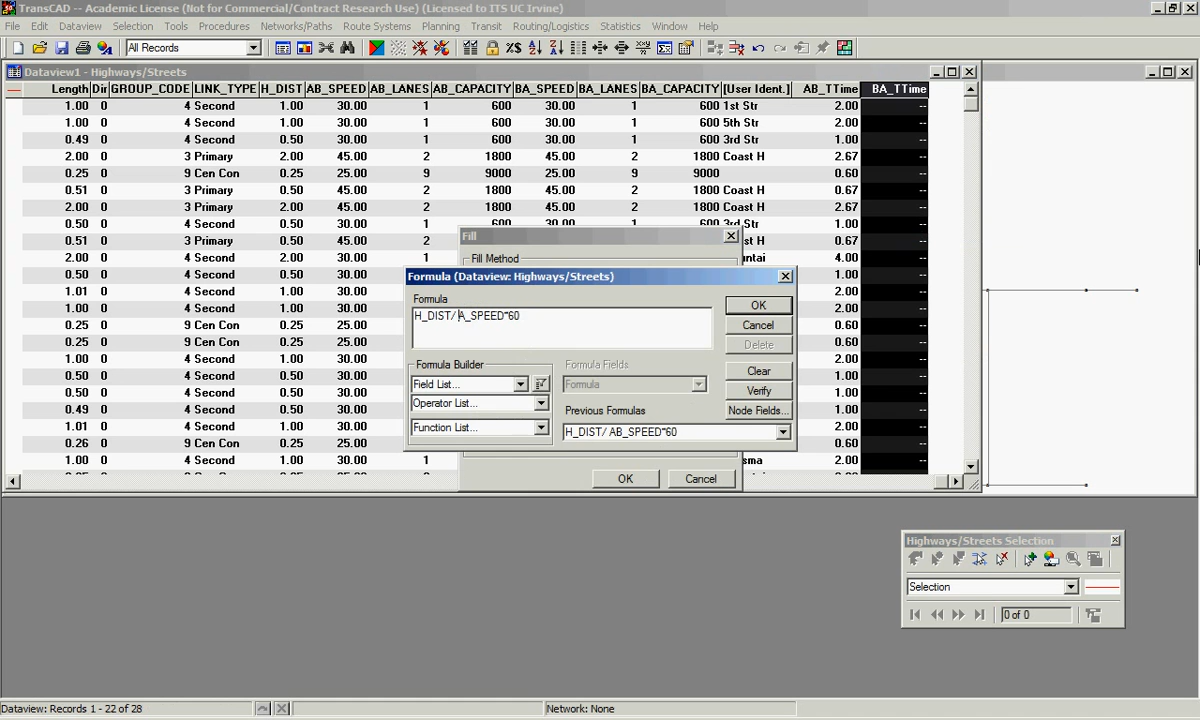 TransCAD -- Academic License (Not for Commercial/Contract Research Use) (Licensed to ITS UC Irvine)
File Edit Dataview Selection Tools Procedures Networks/Paths Route Systems Planning Transit Routing/Logistics Statistics Window Help
All Records
Dataview1 - Highways/Streets
Length Dir GROUP_CODE LINK_TYPE H_DIST AB_SPEED AB_LANES AB_CAPACITY BA_SPEED BA_LANES BA_CAPACITY [User Ident.] AB_TTime BA_TTime
1.00 0 4 Second 1.00 30.00 1 600 30.00 1 600 1st Str 2.00 --
1.00 0 4 Second 1.00 30.00 1 600 30.00 1 600 5th Str 2.00 --
0.49 0 4 Second 0.50 30.00 1 600 30.00 1 600 3rd Str 1.00 --
2.00 0 3 Primary 2.00 45.00 2 1800 45.00 2 1800 Coast H 2.67 --
0.25 0 9 Cen Con 0.25 25.00 9 9000 25.00 9 9000 0.60 --
0.51 0 3 Primary 0.50 45.00 2 1800 45.00 2 1800 Coast H 0.67 --
2.00 0 3 Primary 2.00 45.00 2 1800 45.00 2 1800 Coast H 2.67 --
0.50 0 4 Second 0.50 30.00 1 600 30.00 1 600 3rd Str 1.00 --
0.51 0 3 Primary 0.50 45.00 2 st H 0.67 --
2.00 0 4 Second 2.00 30.00 1 untai 4.00 --
0.50 0 4 Second 0.50 30.00 1.00 --
1.01 0 4 Second 1.00 30.00 2.00 --
1.00 0 4 Second 1.00 30.00 2.00 --
0.25 0 9 Cen Con 0.25 25.00 0.60 --
0.25 0 9 Cen Con 0.25 25.00 0.60 --
1.00 0 4 Second 1.00 30.00 2.00 --
0.50 0 4 Second 0.50 30.00 1.00 --
0.50 0 4 Second 0.50 30.00 1.00 --
0.49 0 4 Second 0.50 30.00 1.00 --
1.01 0 4 Second 1.00 30.00 2.00 --
0.26 0 9 Cen Con 0.25 25.00 0.60 --
1.00 0 4 Second 1.00 30.00 1 sma 2.00 --
Fill
Fill Method
Formula (Dataview: Highways/Streets)
Formula
H_DIST/ A_SPEED*60
OK
Cancel
Delete
Formula Builder
Formula Fields
Clear
Field List...
Formula
Verify
Operator List...
Previous Formulas
Node Fields...
Function List...
H_DIST/ AB_SPEED*60
OK Cancel
Highways/Streets Selection
Selection
0 of 0
Dataview: Records 1 - 22 of 28
Network: None